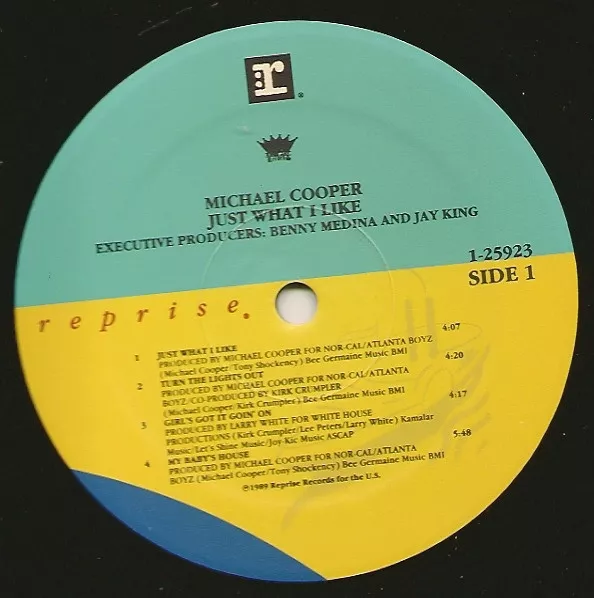 r
MICHAEL COOPER
JUST WHAT I LIKE
EXECUTIVE PRODUCERS: BENNY MEDINA AND JAY KING
1-25923
SIDE 1
reprise.
1 JUST WHAT I LIKE 4:07
PRODUCED BY MICHAEL COOPER FOR NOR-CAL/ATLANTA BOYZ
(Michael Cooper/Tony Shockency) Bee Germaine Music BMI
2 TURN THE LIGHTS OUT 4:20
PRODUCED BY MICHAEL COOPER FOR NOR-CAL/ATLANTA
BOYZ/CO-PRODUCED BY KIRK CRUMPLER
(Michael Cooper/Kirk Crumpler) Bee Germaine Music BMI
3 GIRL'S GOT IT GOIN' ON 4:17
PRODUCED BY LARRY WHITE FOR WHITE HOUSE
PRODUCTIONS (Kirk Crumpler/Lee Peters/Larry White) Kamalar
Music/Let's Shine Music/Joy-Kic Music ASCAP
4 MY BABY'S HOUSE 5:48
PRODUCED BY MICHAEL COOPER FOR NOR-CAL/ATLANTA
BOYZ (Michael Cooper/Tony Shockency) Bee Germaine Music BMI
℗1989 Reprise Records for the U.S.